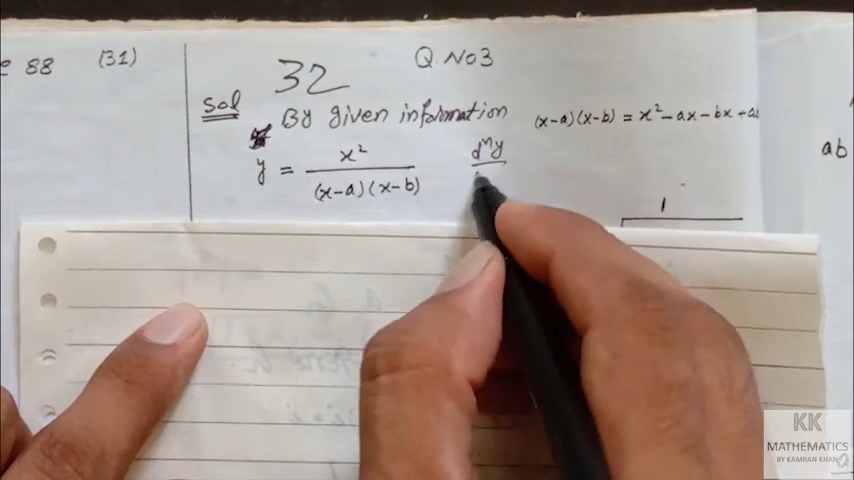 e 88 (31)
32
Q.No3
Sol
By given information
(x-a)(x-b) = x² - ax - bx + ab
y = x² / (x-a)(x-b)
dⁿy
ab
1
KK
MATHEMATICS
BY KAMRAN KHAN